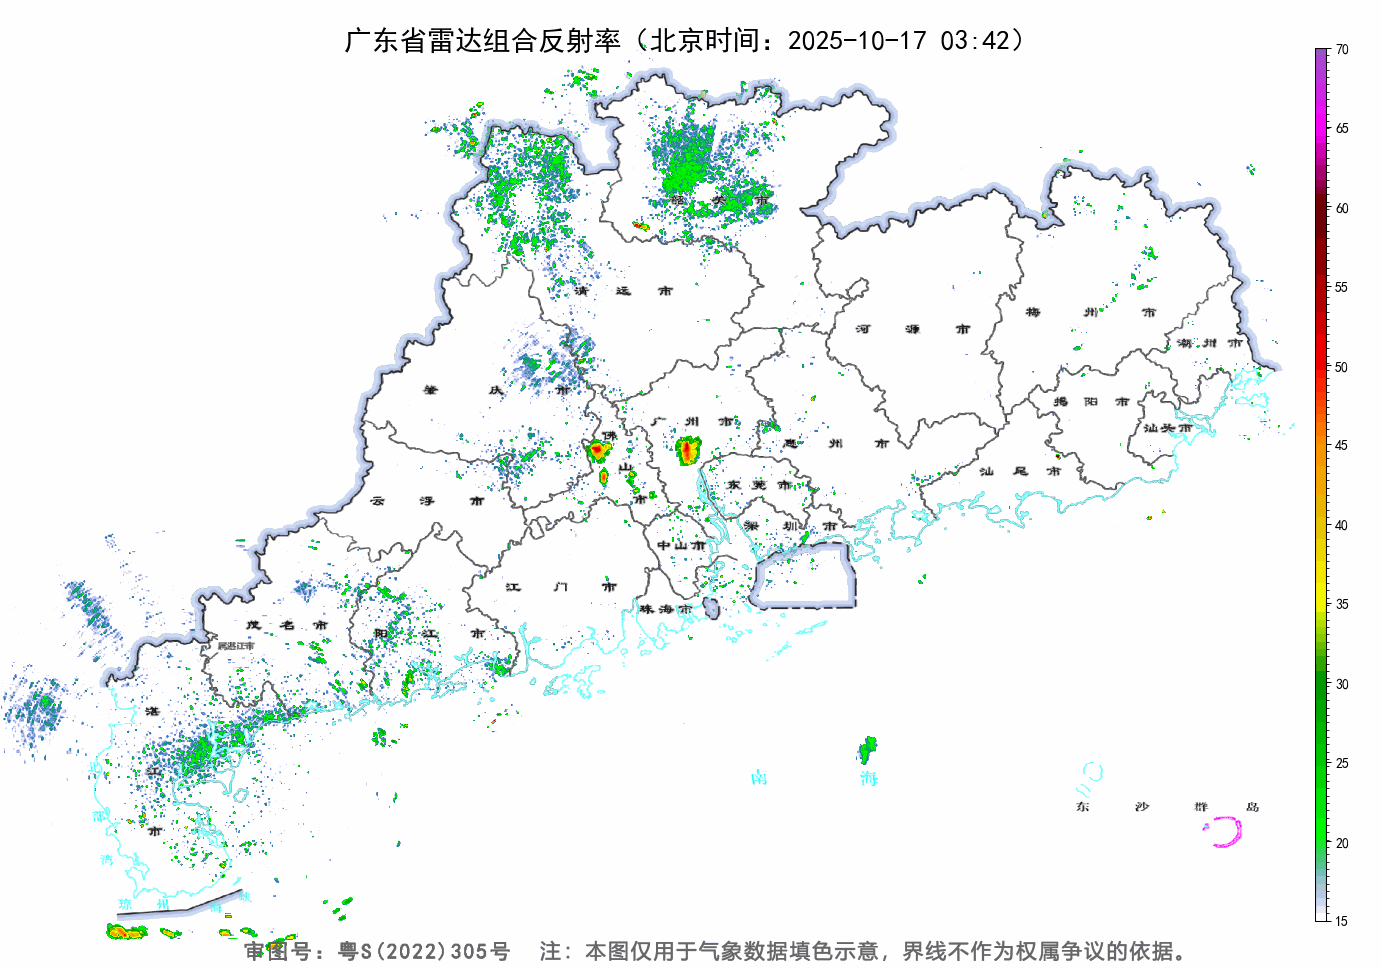 广东省雷达组合反射率（北京时间：2025-10-17 03:42）
70
65
60
55
50
45
40
35
30
25
20
15
韶 关 市
清 远 市
河 源 市
梅 州 市
潮 州 市
肇 庆 市
广 州 市
揭 阳 市
汕 头 市
佛 山 市
惠 州 市
汕 尾 市
东 莞 市
云 浮 市
深 圳 市
中 山 市
江 门 市
珠 海 市
茂 名 市
阳 江 市
属湛江市
湛 江 市
北 部 湾
南 海
东 沙 群 岛
琼 州 海 峡
审图号：粤S(2022)305号 注：本图仅用于气象数据填色示意，界线不作为权属争议的依据。